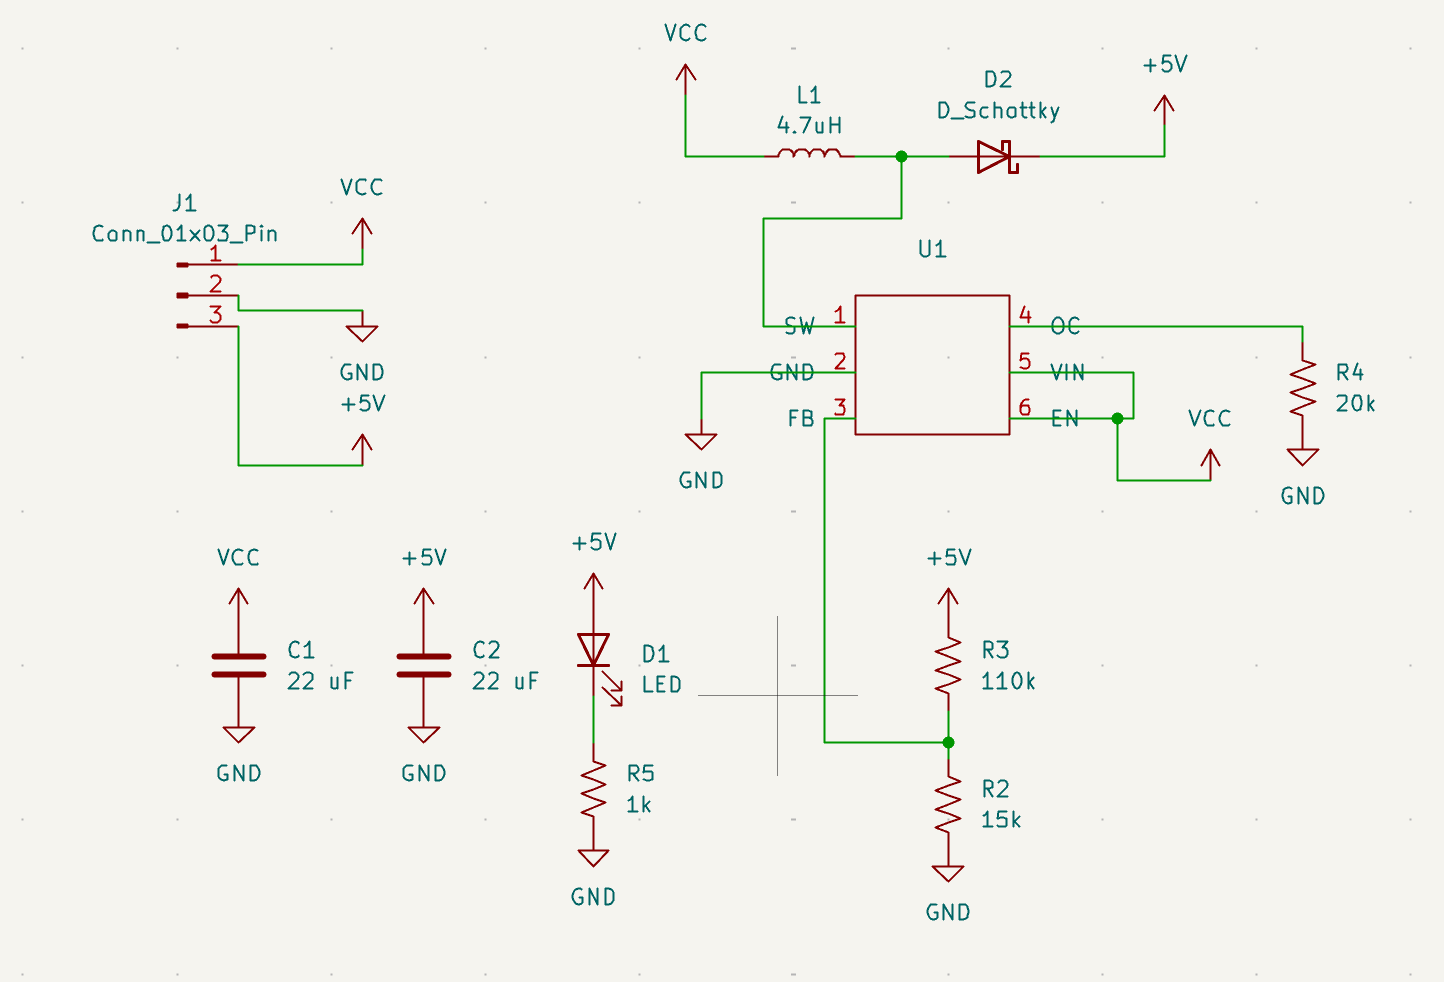 VCC
L1
4.7uH
D2
D_Schottky
+5V
J1
Conn_01x03_Pin
1
2
3
VCC
GND
+5V
U1
SW
1
GND
2
FB
3
4
OC
5
VIN
6
EN
GND
VCC
R4
20k
GND
VCC
C1
22 uF
GND
+5V
C2
22 uF
GND
+5V
D1
LED
R5
1k
GND
+5V
R3
110k
R2
15k
GND